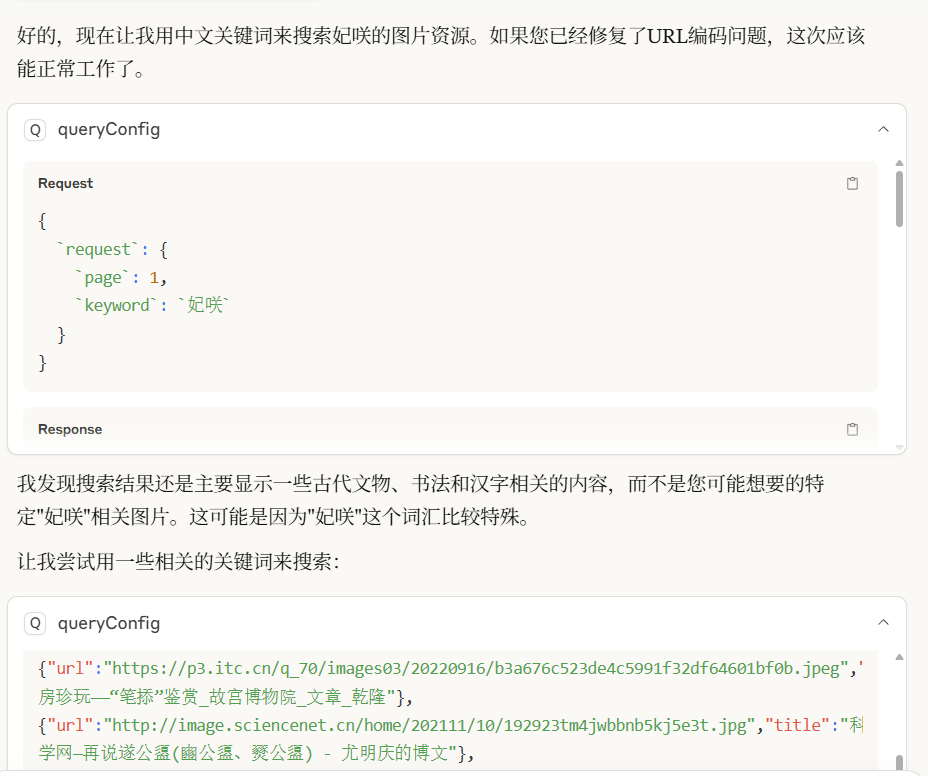 好的，现在让我用中文关键词来搜索妃咲的图片资源。如果您已经修复了URL编码问题，这次应该
能正常工作了。
Q queryConfig
Request
{
`request`: {
`page`: 1,
`keyword`: `妃咲`
}
}
Response
我发现搜索结果还是主要显示一些古代文物、书法和汉字相关的内容，而不是您可能想要的特
定"妃咲"相关图片。这可能是因为"妃咲"这个词汇比较特殊。
让我尝试用一些相关的关键词来搜索：
Q queryConfig
{"url":"https://p3.itc.cn/q_70/images03/20220916/b3a676c523de4c5991f32df64601bf0b.jpeg","
房珍玩——“笔掭”鉴赏_故宫博物院_文章_乾隆"},
{"url":"http://image.sciencenet.cn/home/202111/10/192923tm4jwbbnb5kj5e3t.jpg","title":"科
学网—再说遂公盨(豳公盨、燹公盨) - 尤明庆的博文"},